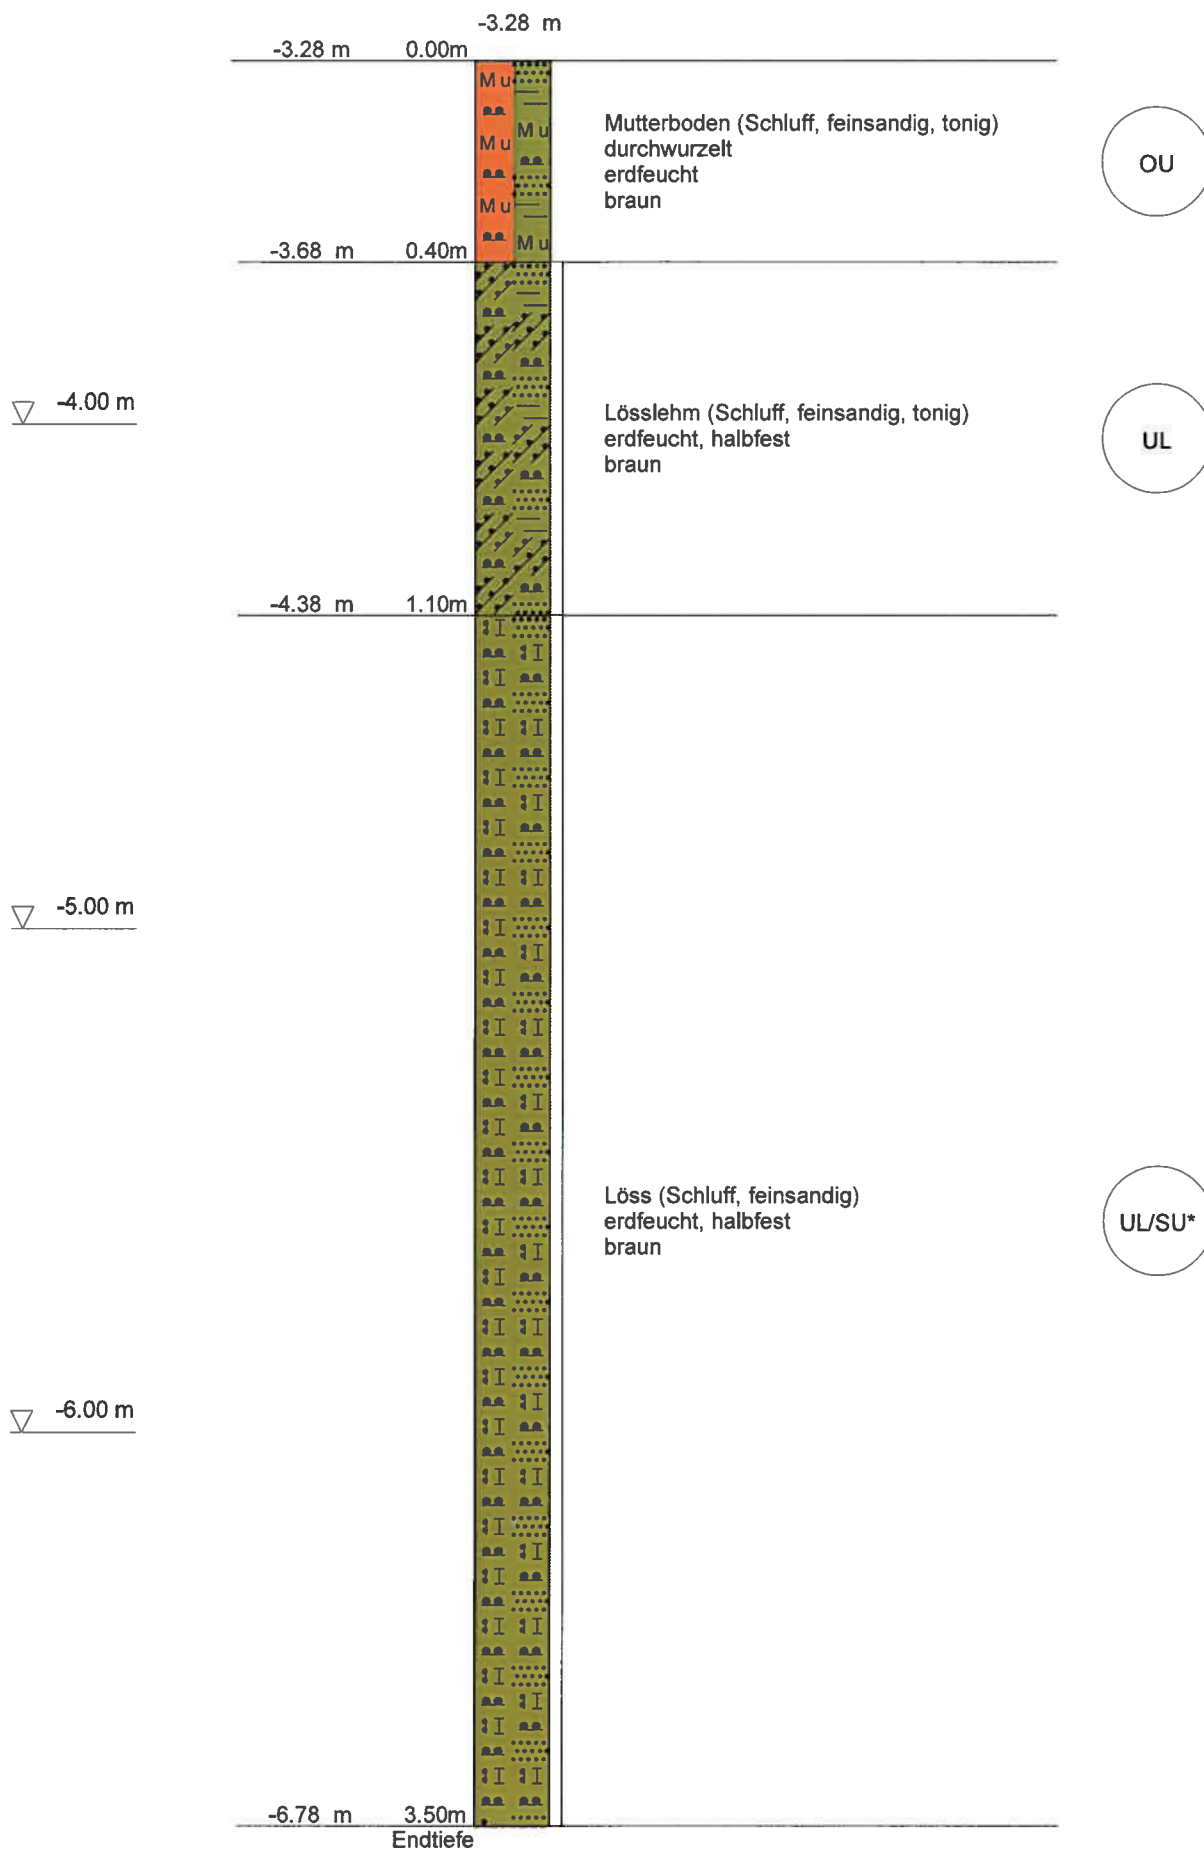 -3.28 m
-3.28 m 0.00m
Mu
Mu
Mu
Mu
Mu
Mutterboden (Schluff, feinsandig, tonig)
durchwurzelt
erdfeucht
braun
OU
-3.68 m 0.40m
-4.00 m
Lösslehm (Schluff, feinsandig, tonig)
erdfeucht, halbfest
braun
UL
-4.38 m 1.10m
-5.00 m
Löss (Schluff, feinsandig)
erdfeucht, halbfest
braun
UL/SU*
-6.00 m
-6.78 m 3.50m
Endtiefe